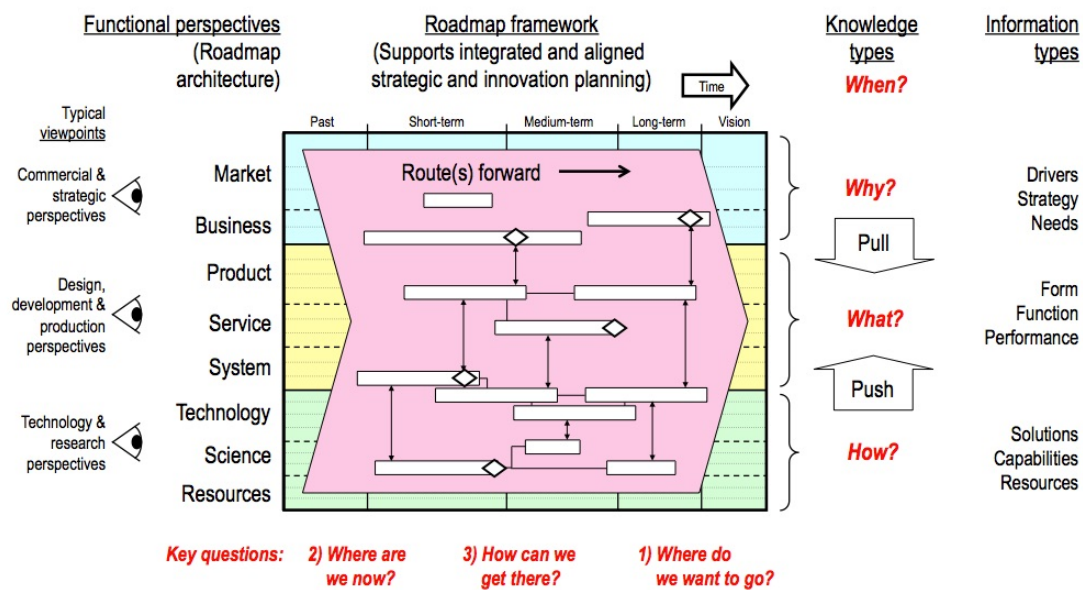 Functional perspectives
(Roadmap
architecture)
Roadmap framework
(Supports integrated and aligned
strategic and innovation planning)
Time
Knowledge
types
When?
Information
types
Typical
viewpoints
Past
Short-term
Medium-term
Long-term
Vision
Commercial &
strategic
perspectives
Market
Business
Route(s) forward
Why?
Drivers
Strategy
Needs
Pull
Design,
development &
production
perspectives
Product
Service
System
What?
Form
Function
Performance
Push
Technology &
research
perspectives
Technology
Science
Resources
How?
Solutions
Capabilities
Resources
Key questions:
2) Where are
we now?
3) How can we
get there?
1) Where do
we want to go?